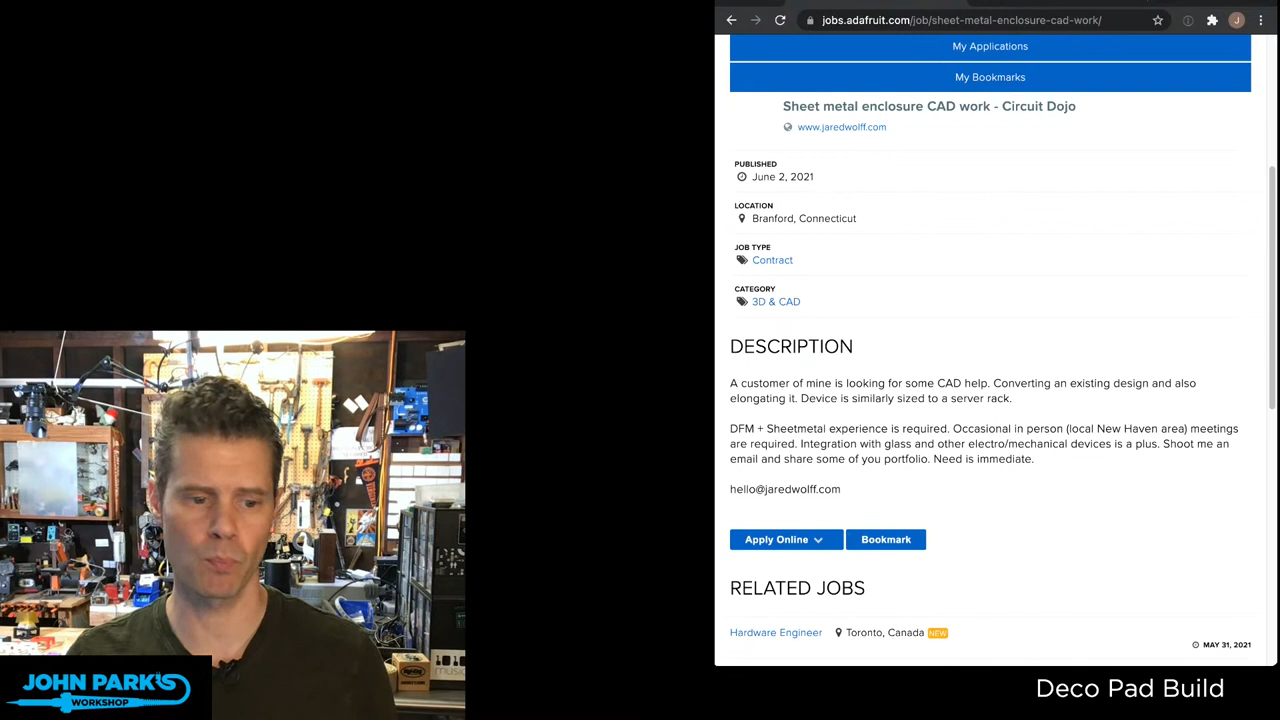 jobs.adafruit.com/job/sheet-metal-enclosure-cad-work/
J
My Applications
My Bookmarks
Sheet metal enclosure CAD work - Circuit Dojo
www.jaredwolff.com
PUBLISHED
June 2, 2021
LOCATION
Branford, Connecticut
JOB TYPE
Contract
CATEGORY
3D & CAD
DESCRIPTION
A customer of mine is looking for some CAD help. Converting an existing design and also
elongating it. Device is similarly sized to a server rack.
DFM + Sheetmetal experience is required. Occasional in person (local New Haven area) meetings
are required. Integration with glass and other electro/mechanical devices is a plus. Shoot me an
email and share some of you portfolio. Need is immediate.
hello@jaredwolff.com
Apply Online
Bookmark
RELATED JOBS
Hardware Engineer Toronto, Canada NEW
MAY 31, 2021
JOHN PARK'S
WORKSHOP
Deco Pad Build